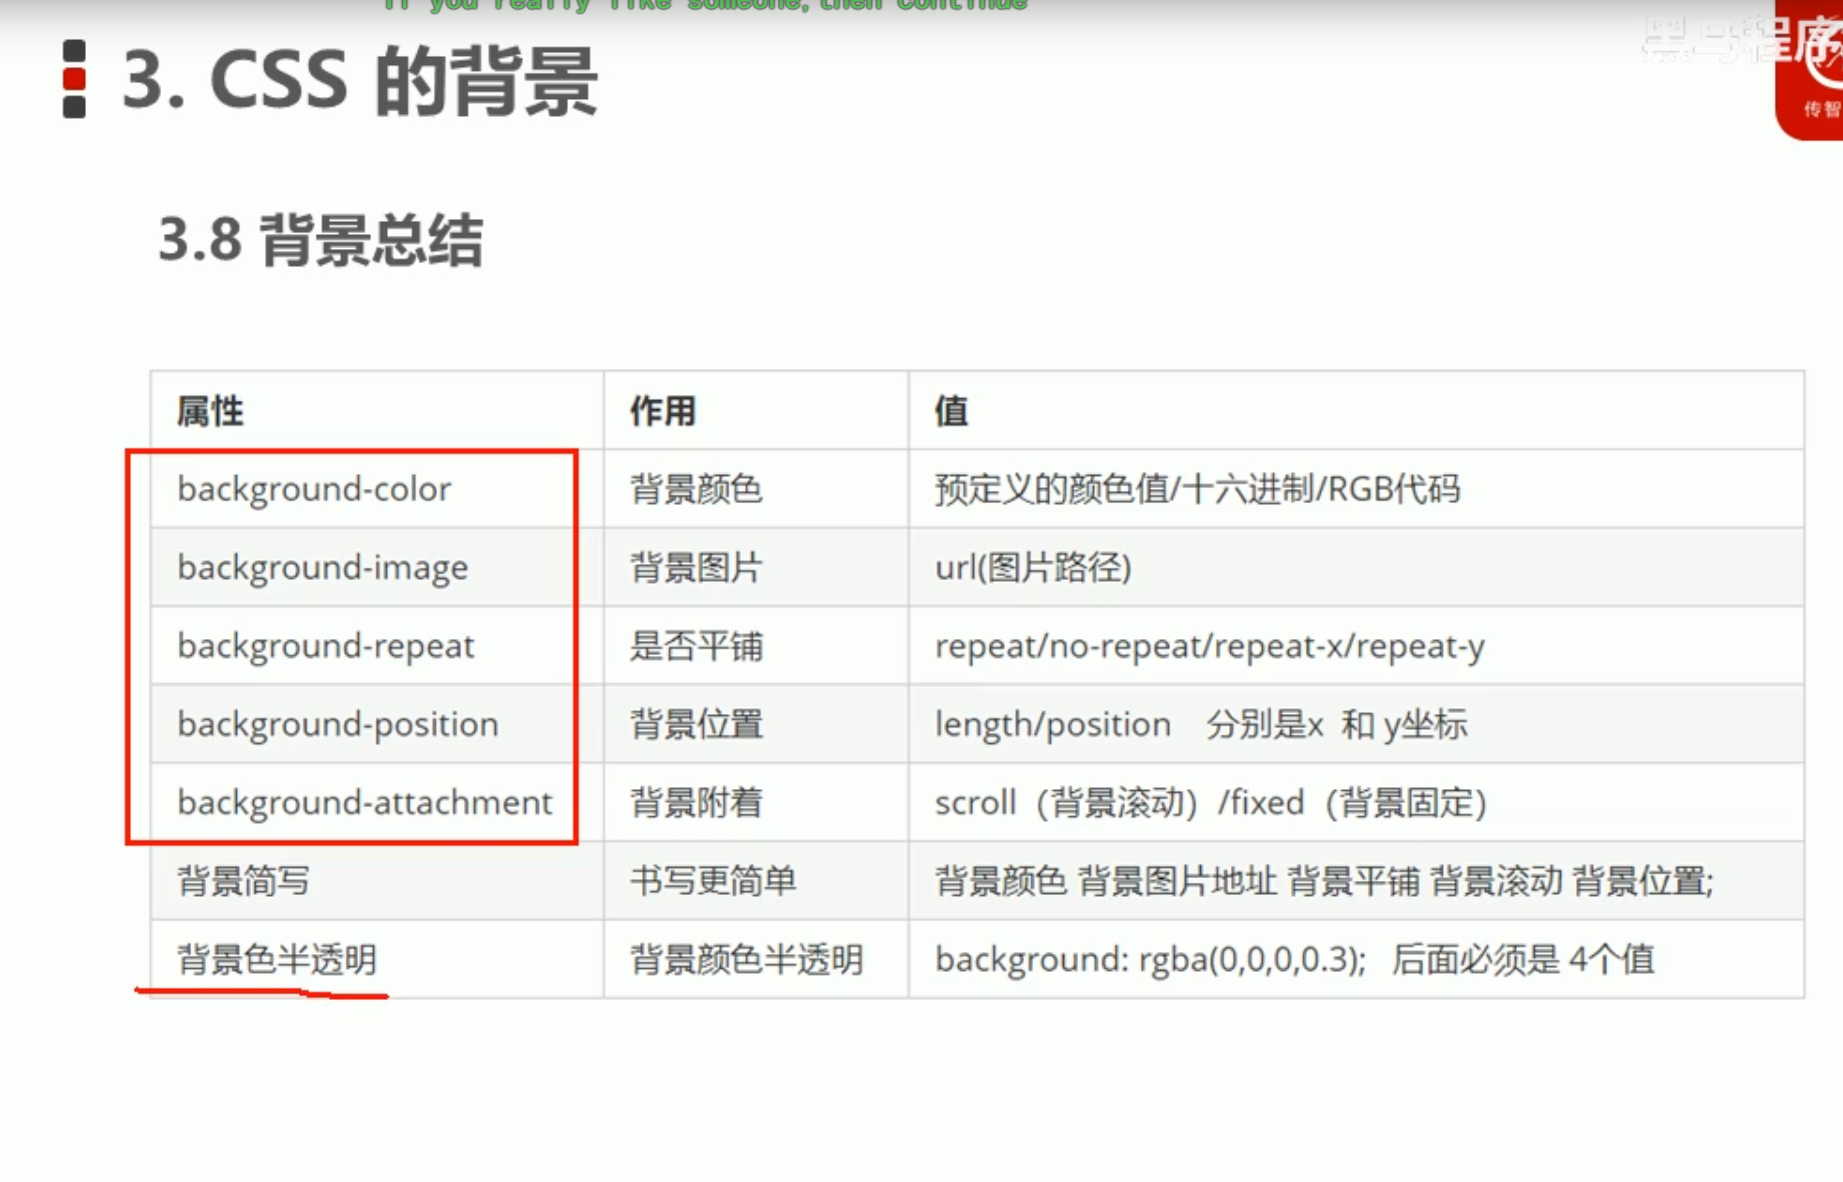 if you really like someone, then continue
3. CSS 的背景
传智
3.8 背景总结
属性 作用 值
background-color 背景颜色 预定义的颜色值/十六进制/RGB代码
background-image 背景图片 url(图片路径)
background-repeat 是否平铺 repeat/no-repeat/repeat-x/repeat-y
background-position 背景位置 length/position 分别是x 和 y坐标
background-attachment 背景附着 scroll（背景滚动）/fixed（背景固定）
背景简写 书写更简单 背景颜色 背景图片地址 背景平铺 背景滚动 背景位置;
背景色半透明 背景颜色半透明 background: rgba(0,0,0,0.3); 后面必须是 4个值